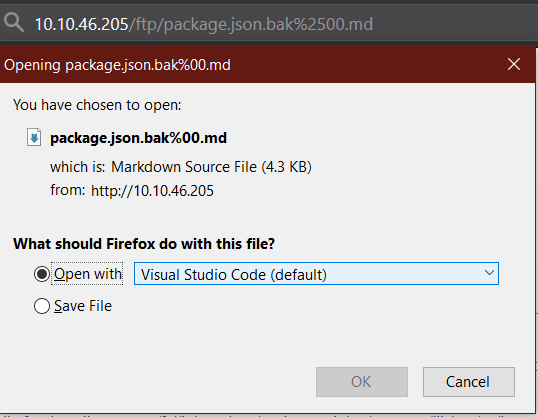 10.10.46.205/ftp/package.json.bak%2500.md
Opening package.json.bak%00.md
You have chosen to open:
package.json.bak%00.md
which is: Markdown Source File (4.3 KB)
from: http://10.10.46.205
What should Firefox do with this file?
Open with Visual Studio Code (default)
Save File
OK Cancel